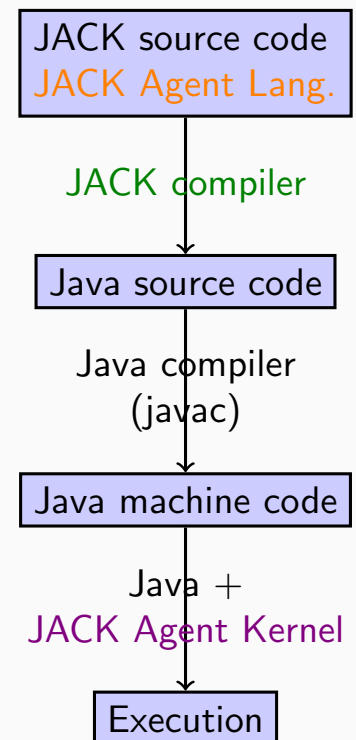 JACK source code
JACK Agent Lang.
JACK compiler
Java source code
Java compiler
(javac)
Java machine code
Java +
JACK Agent Kernel
Execution